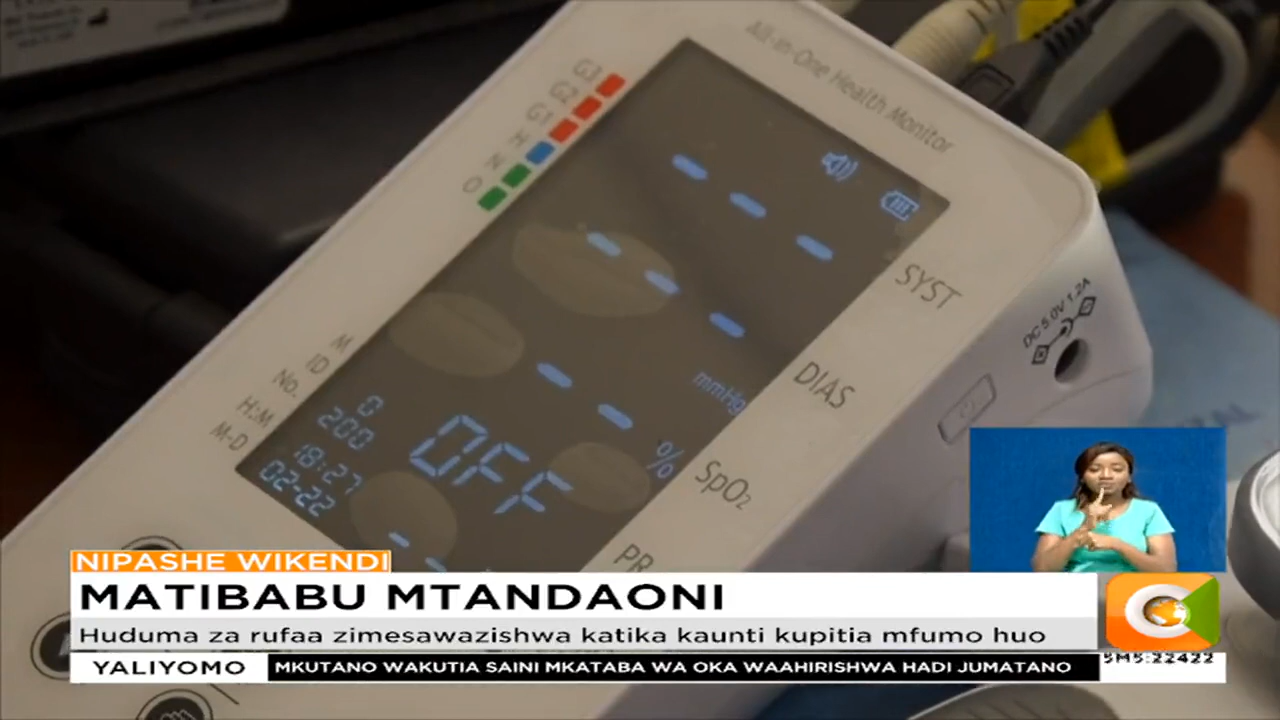 All-in-One Health Monitor
G3
G2
G1
H
N
O
SYST
DIAS
mmHg
%
SpO₂
PR
OFF
M
ID
No.
H:M
M-D
0
200
18:27
02-22
DC 5.0V 1.2A
NIPASHE WIKENDI
MATIBABU MTANDAONI
Huduma za rufaa zimesawazishwa katika kaunti kupitia mfumo huo
YALIYOMO
MKUTANO WAKUTIA SAINI MKATABA WA OKA WAAHIRISHWA HADI JUMATANO
SMS:22422